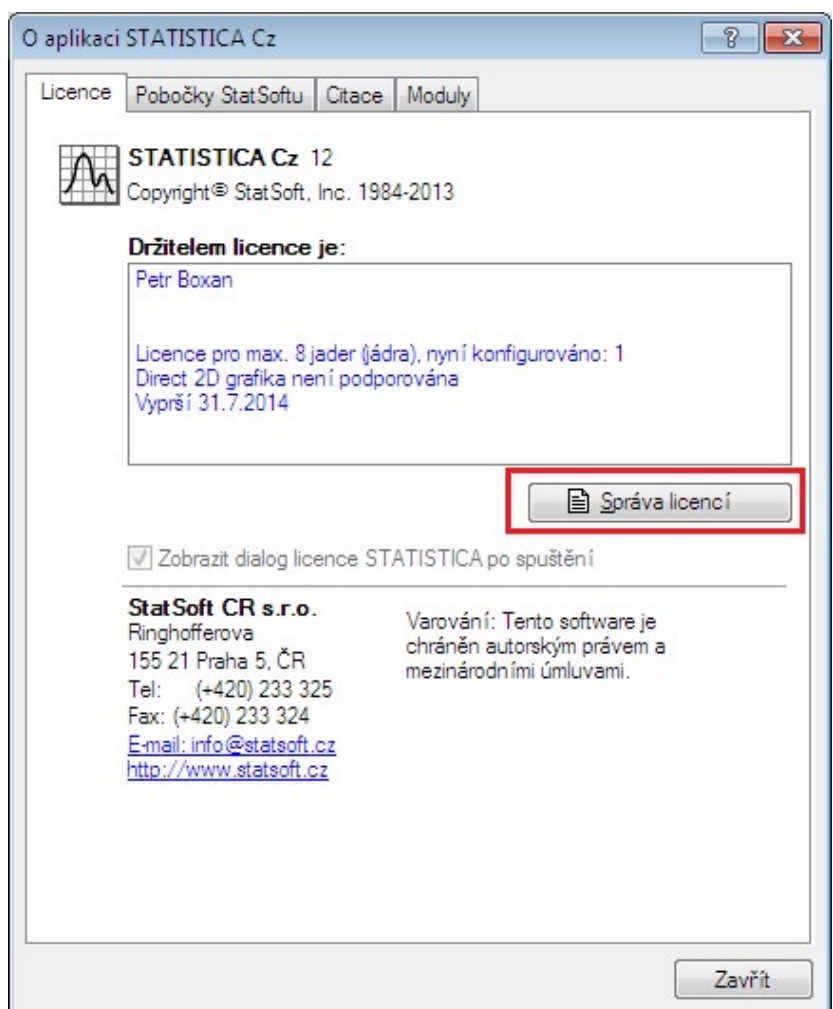 O aplikaci STATISTICA Cz
Licence Pobočky StatSoftu Citace Moduly
STATISTICA Cz 12
Copyright© StatSoft, Inc. 1984-2013
Držitelem licence je:
Petr Boxan
Licence pro max. 8 jader (jádra), nyní konfigurováno: 1
Direct 2D grafika není podporována
Vyprší 31.7.2014
Správa licencí
Zobrazit dialog licence STATISTICA po spuštění
StatSoft CR s.r.o.
Ringhofferova
155 21 Praha 5, ČR
Tel: (+420) 233 325
Fax: (+420) 233 324
E-mail: info@statsoft.cz
http://www.statsoft.cz
Varování: Tento software je
chráněn autorským právem a
mezinárodními úmluvami.
Zavřít